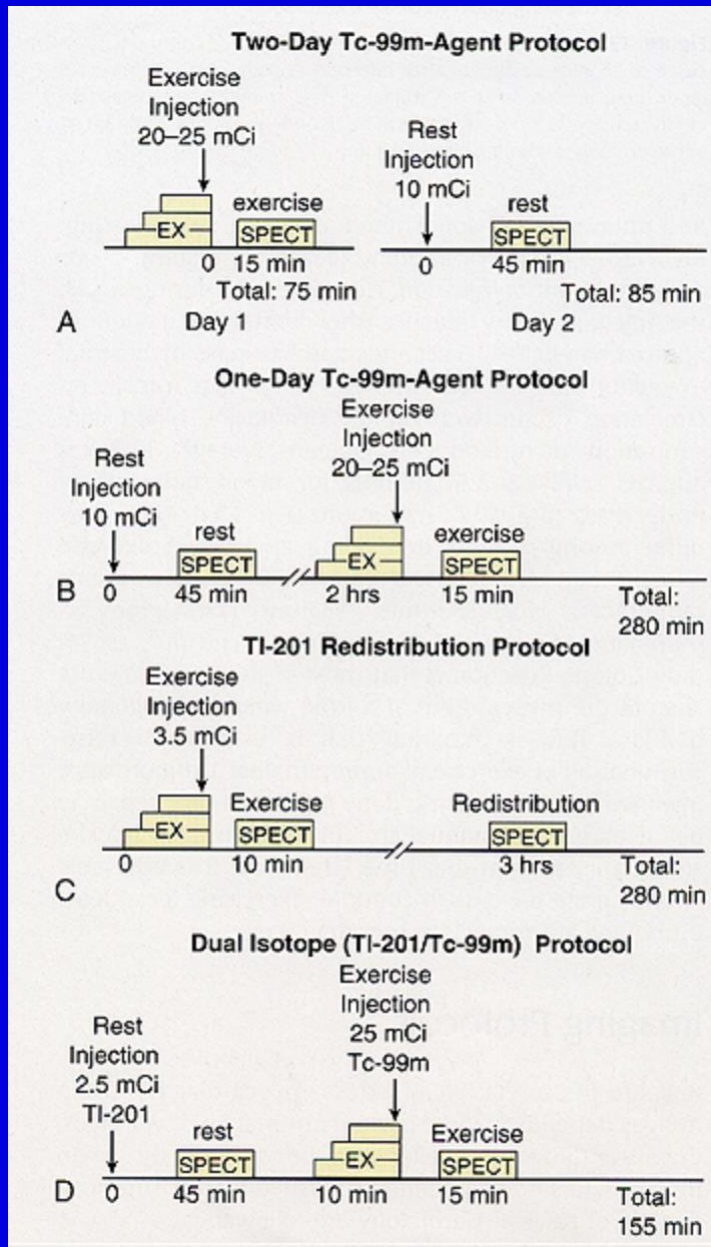 Two-Day Tc-99m-Agent Protocol
Exercise
Injection
20–25 mCi
EX
exercise
SPECT
0
15 min
Total: 75 min
Day 1
Rest
Injection
10 mCi
rest
SPECT
0
45 min
Total: 85 min
Day 2
A
One-Day Tc-99m-Agent Protocol
Rest
Injection
10 mCi
rest
SPECT
0
45 min
Exercise
Injection
20–25 mCi
EX
2 hrs
exercise
SPECT
15 min
Total:
280 min
B
Tl-201 Redistribution Protocol
Exercise
Injection
3.5 mCi
EX
0
Exercise
SPECT
10 min
Redistribution
SPECT
3 hrs
Total:
280 min
C
Dual Isotope (Tl-201/Tc-99m) Protocol
Rest
Injection
2.5 mCi
Tl-201
rest
SPECT
0
45 min
Exercise
Injection
25 mCi
Tc-99m
EX
10 min
Exercise
SPECT
15 min
Total:
155 min
D